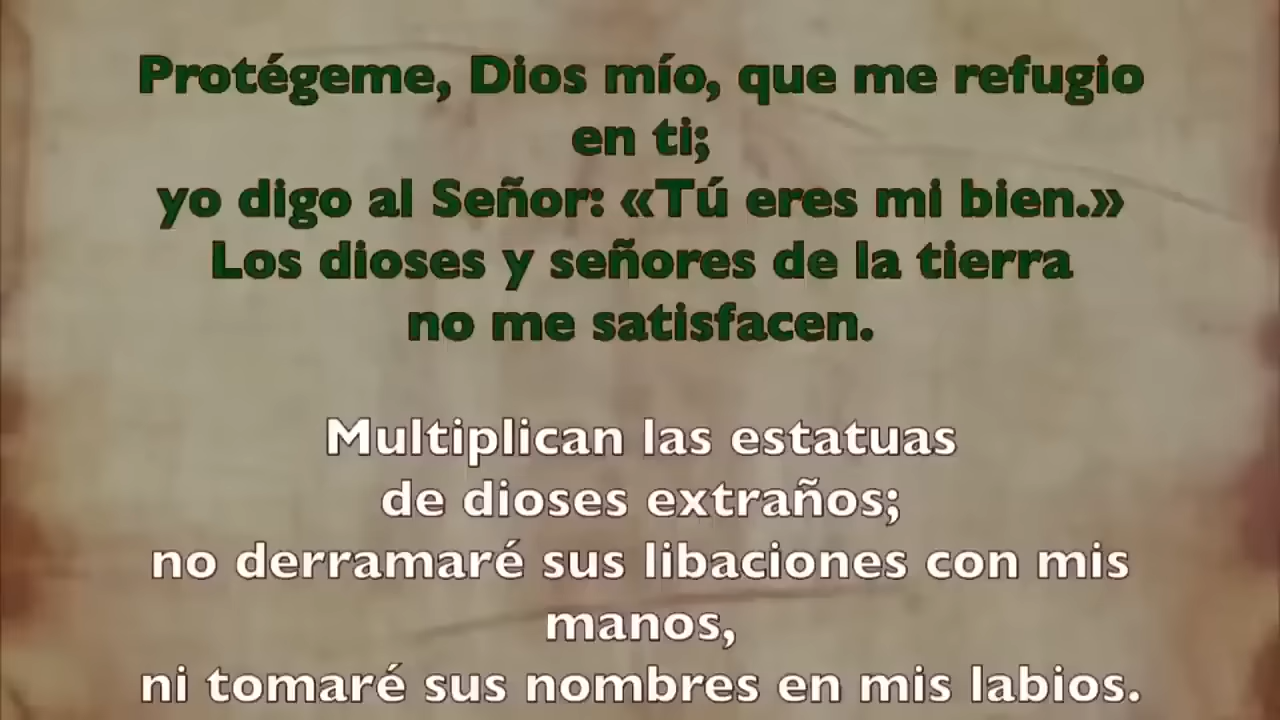 Protégeme, Dios mío, que me refugio
en ti;
yo digo al Señor: «Tú eres mi bien.»
Los dioses y señores de la tierra
no me satisfacen.
Multiplican las estatuas
de dioses extraños;
no derramaré sus libaciones con mis
manos,
ni tomaré sus nombres en mis labios.